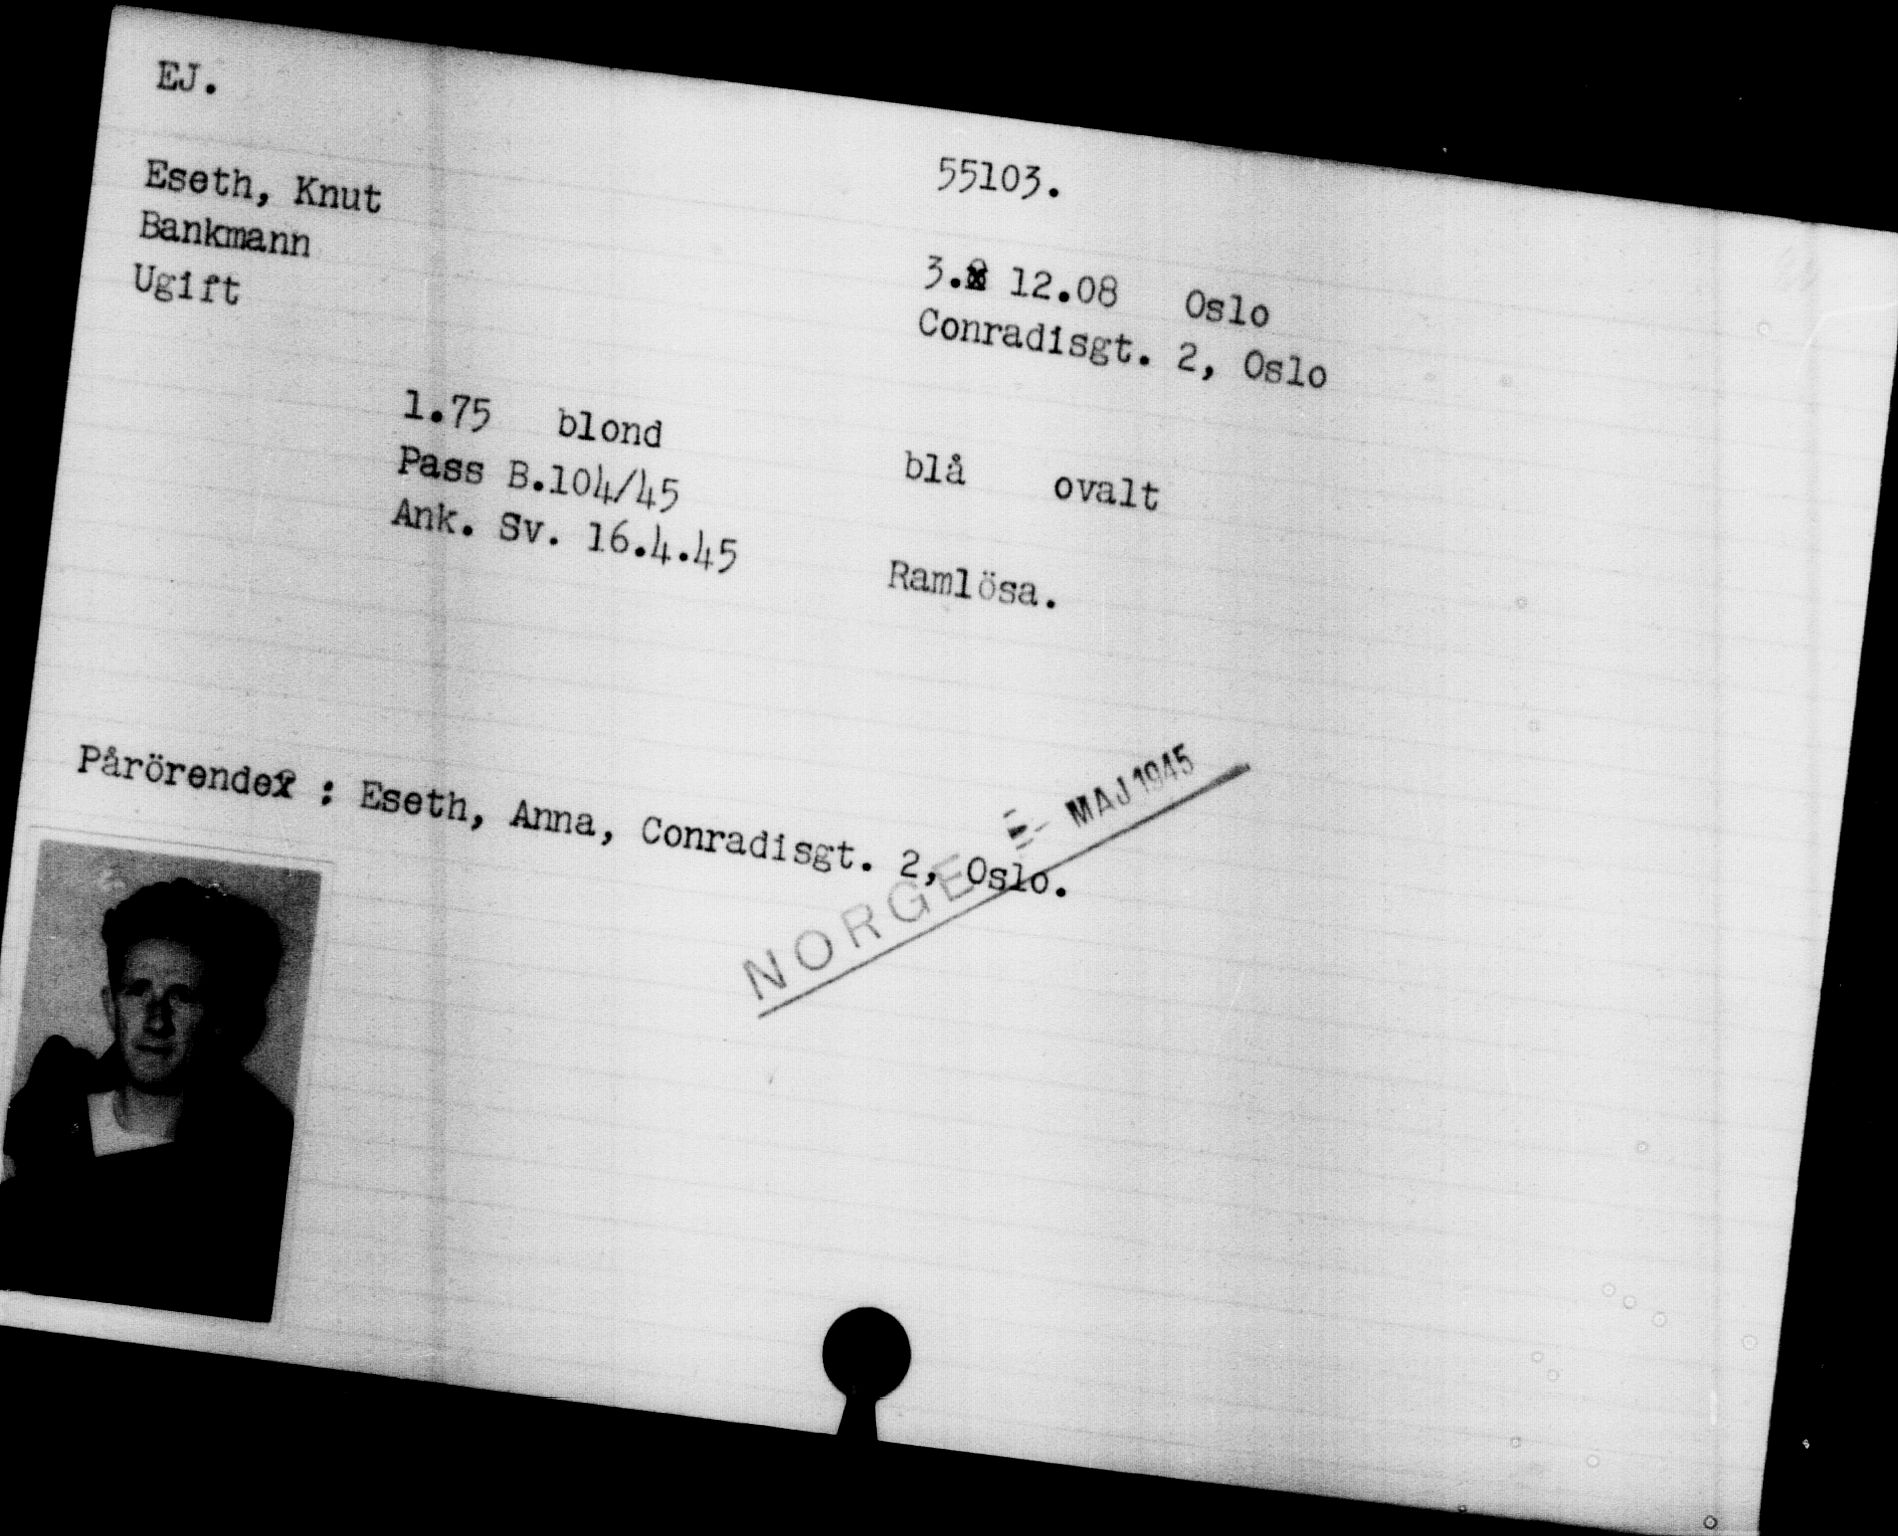 EJ.
55103.
Eseth, Knut
Bankmann
Ugift
3. 12.08 Oslo
Conradisgt. 2, Oslo
1.75 blond blå ovalt
Pass B.104/45
Ank. Sv. 16.4.45 Ramlösa.
Pårörende : Eseth, Anna, Conradisgt. 2, Oslo.
NORGE MAJ 1945